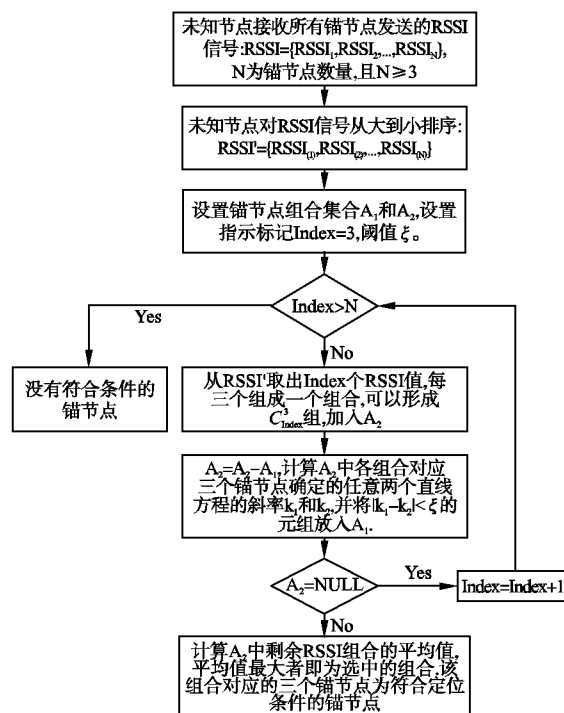 未知节点接收所有锚节点发送的RSSI
信号:RSSI={RSSI₁,RSSI₂,...,RSSI_N},
N为锚节点数量,且N≥3
未知节点对RSSI信号从大到小排序:
RSSI'={RSSI₍₁₎,RSSI₍₂₎,...,RSSI_(N)}
设置锚节点组合集合A₁和A₂,设置
指示标记Index=3,阈值ξ。
Index>N
Yes
No
没有符合条件的
锚节点
从RSSI'取出Index个RSSI值,每
三个组成一个组合,可以形成
C³_Index组,加入A₂
A₂=A₂-A₁,计算A₂中各组合对应
三个锚节点确定的任意两个直线
方程的斜率k₁和k₂,并将|k₁-k₂|<ξ的
元组放入A₁.
A₂=NULL
Yes
Index=Index+1
No
计算A₂中剩余RSSI组合的平均值,
平均值最大者即为选中的组合,该
组合对应的三个锚节点为符合定位
条件的锚节点